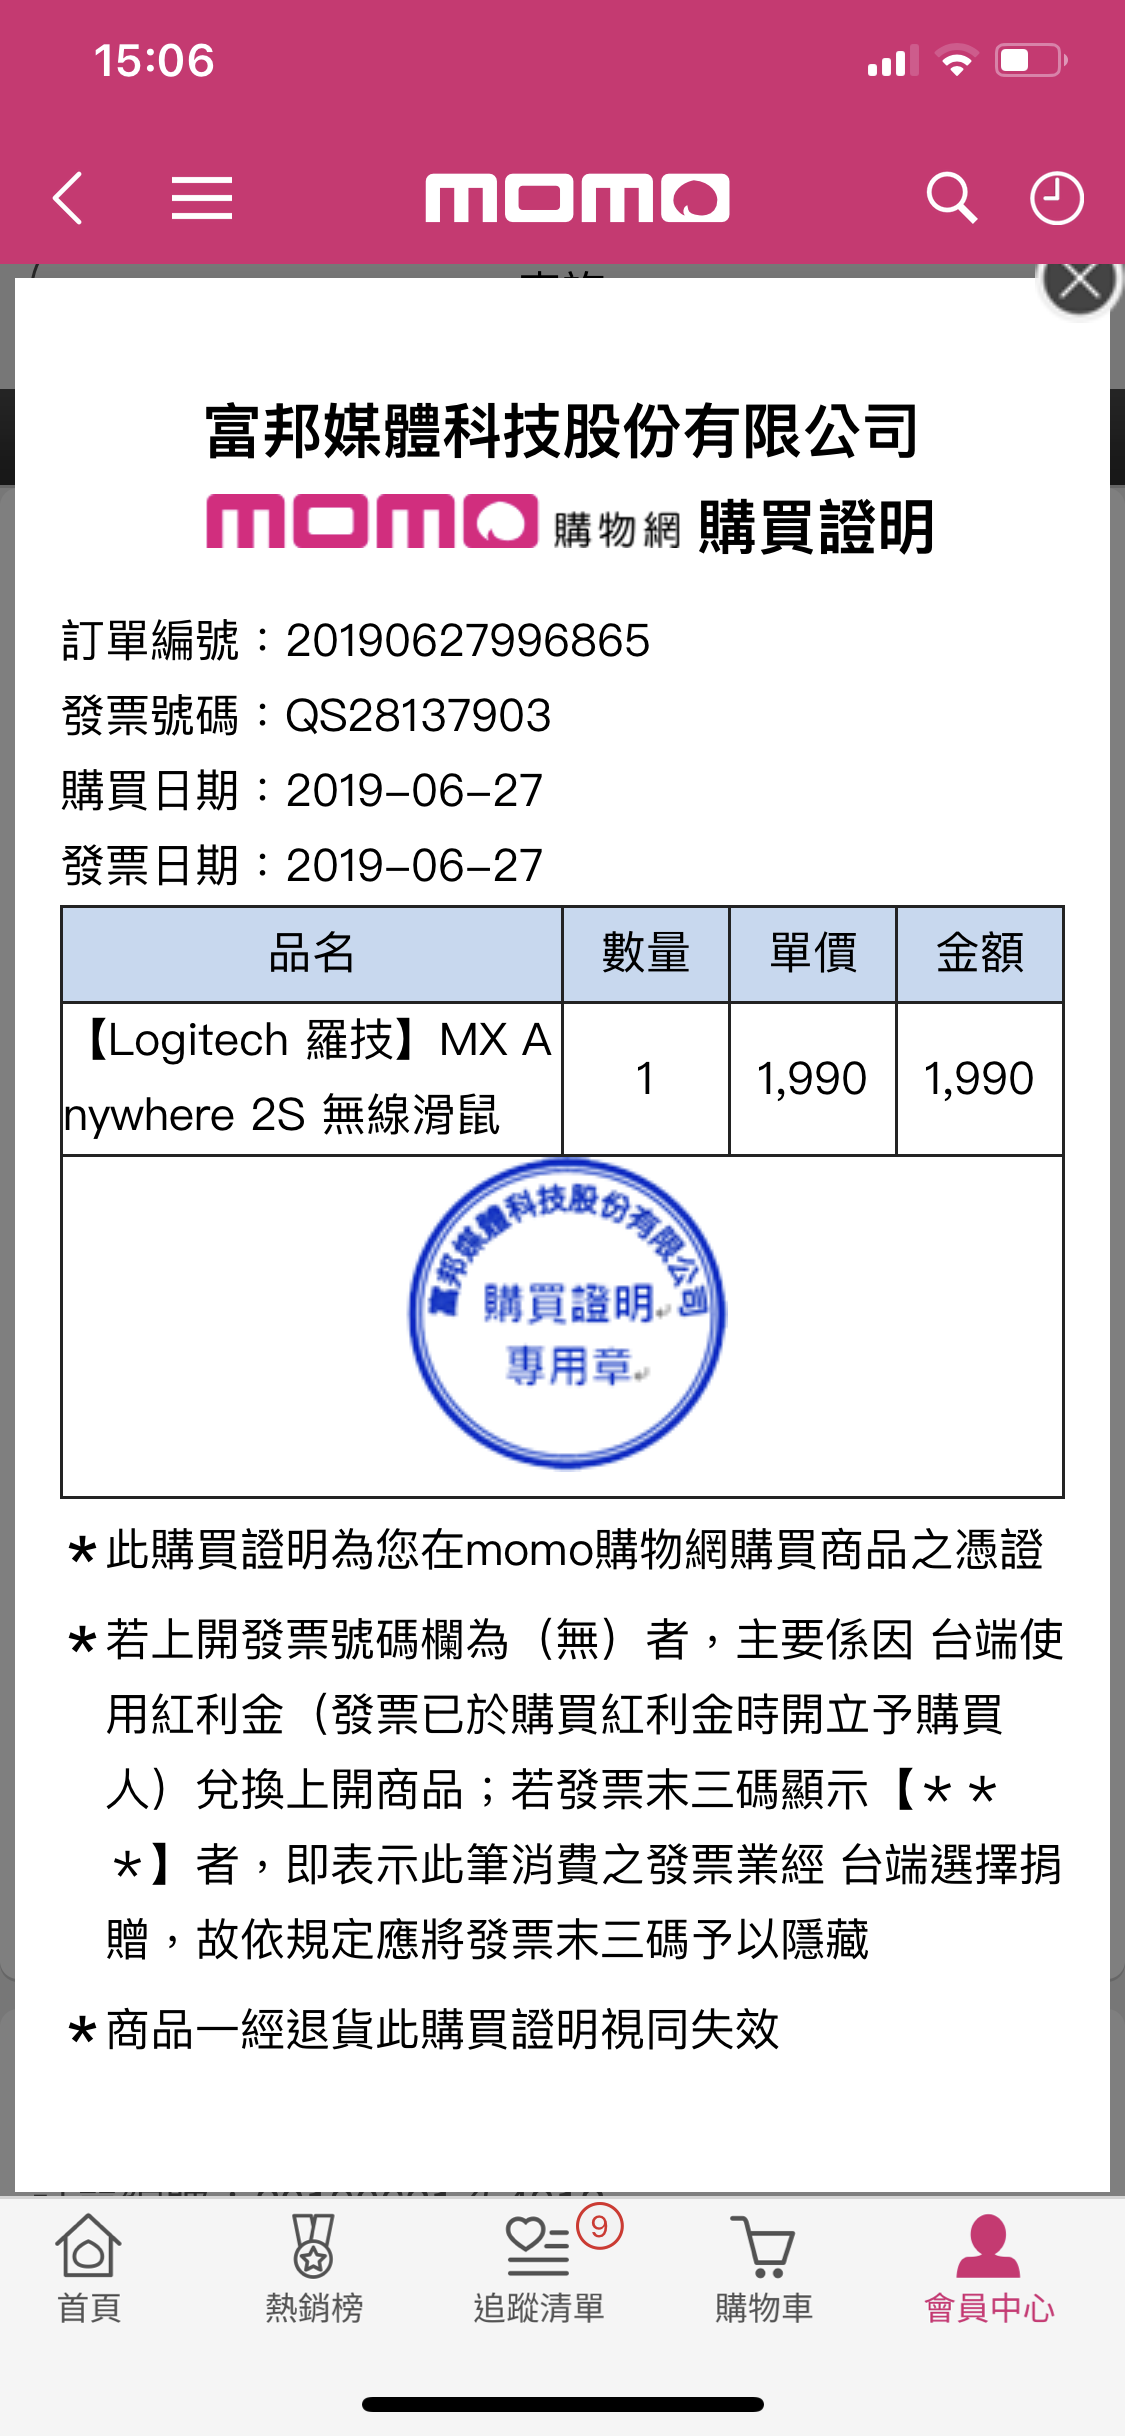 15:06
momo
富邦媒體科技股份有限公司
momo 購物網 購買證明
訂單編號：20190627996865
發票號碼：QS28137903
購買日期：2019-06-27
發票日期：2019-06-27
品名 數量 單價 金額
【Logitech 羅技】MX A
nywhere 2S 無線滑鼠
1 1,990 1,990
富邦媒體科技股份有限公司
購買證明
專用章
*此購買證明為您在momo購物網購買商品之憑證
*若上開發票號碼欄為（無）者，主要係因 台端使
用紅利金（發票已於購買紅利金時開立予購買
人）兌換上開商品；若發票末三碼顯示【＊＊
＊】者，即表示此筆消費之發票業經 台端選擇捐
贈，故依規定應將發票末三碼予以隱藏
*商品一經退貨此購買證明視同失效
9
首頁 熱銷榜 追蹤清單 購物車 會員中心